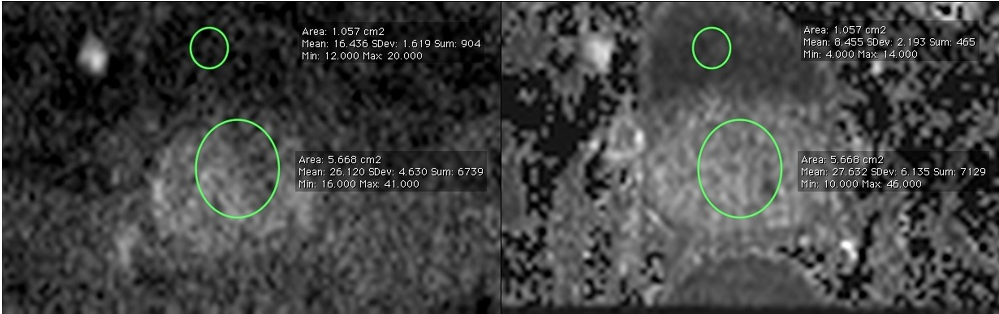 Area: 1.057 cm2
Mean: 16.436 SDev: 1.619 Sum: 904
Min: 12.000 Max: 20.000
Area: 5.668 cm2
Mean: 26.120 SDev: 4.630 Sum: 6739
Min: 16.000 Max: 41.000
Area: 1.057 cm2
Mean: 8.455 SDev: 2.193 Sum: 465
Min: 4.000 Max: 14.000
Area: 5.668 cm2
Mean: 27.632 SDev: 6.135 Sum: 7129
Min: 10.000 Max: 46.000